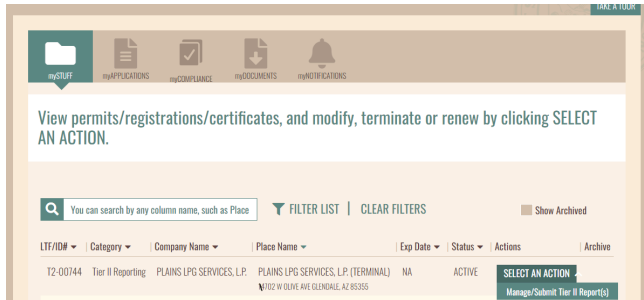 TAKE A TOUR
mySTUFF myAPPLICATIONS myCOMPLIANCE myDOCUMENTS myNOTIFICATIONS
View permits/registrations/certificates, and modify, terminate or renew by clicking SELECT
AN ACTION.
You can search by any column name, such as Place FILTER LIST | CLEAR FILTERS Show Archived
LTF/ID# Category Company Name Place Name Exp Date Status Actions Archive
T2-00744 Tier II Reporting PLAINS LPG SERVICES, L.P. PLAINS LPG SERVICES, L.P. (TERMINAL) NA ACTIVE SELECT AN ACTION
5702 W OLIVE AVE GLENDALE, AZ 85355
Manage/Submit Tier II Report(s)